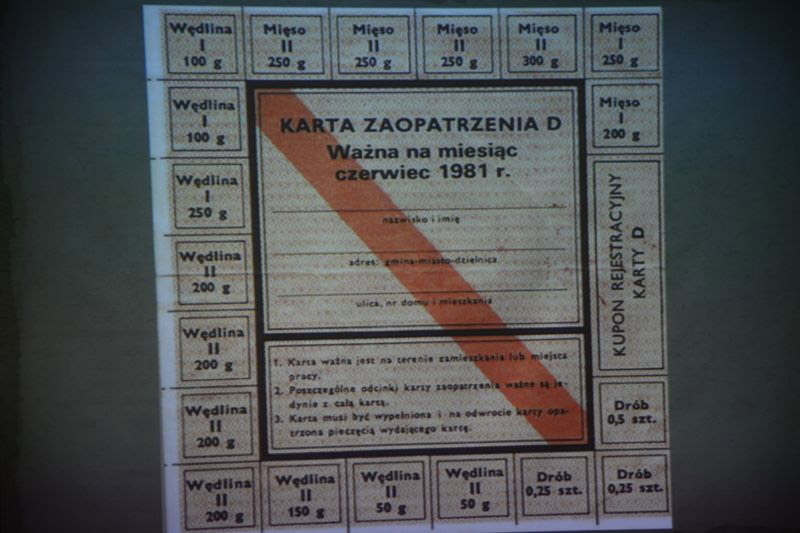 Wędlina
I
100 g
Mięso
II
250 g
Mięso
II
250 g
Mięso
II
250 g
Mięso
II
300 g
Mięso
I
250 g
Wędlina
I
100 g
Mięso
I
200 g
Wędlina
I
250 g
Wędlina
II
200 g
Wędlina
II
200 g
Wędlina
II
200 g
KARTA ZAOPATRZENIA D
Ważna na miesiąc
czerwiec 1981 r.
nazwisko i imię
adres: gmina-miasto-dzielnica
ulica, nr domu i mieszkania
1. Karta ważna jest na terenie zamieszkania lub miejsca
pracy.
2. Poszczególne odcinki karty zaopatrzenia ważne są je-
dynie z całą kartą.
3. Karta musi być wypełniona i na odwrocie karty opa-
trzona pieczęcią wydającego kartę.
KUPON REJESTRACYJNY
KARTY D
Drób
0,5 szt.
Wędlina
II
200 g
Wędlina
II
150 g
Wędlina
II
50 g
Wędlina
II
50 g
Drób
0,25 szt.
Drób
0,25 szt.